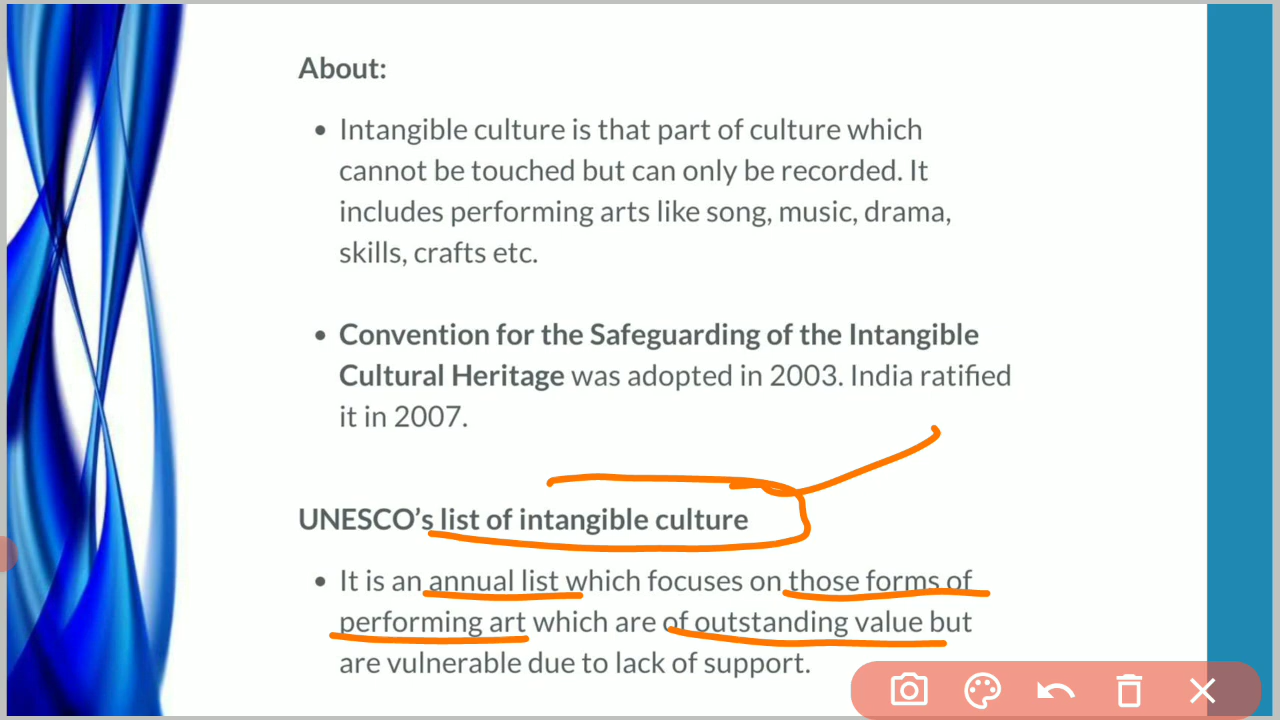 About:
• Intangible culture is that part of culture which
cannot be touched but can only be recorded. It
includes performing arts like song, music, drama,
skills, crafts etc.
• Convention for the Safeguarding of the Intangible
Cultural Heritage was adopted in 2003. India ratified
it in 2007.
UNESCO’s list of intangible culture
• It is an annual list which focuses on those forms of
performing art which are of outstanding value but
are vulnerable due to lack of support.